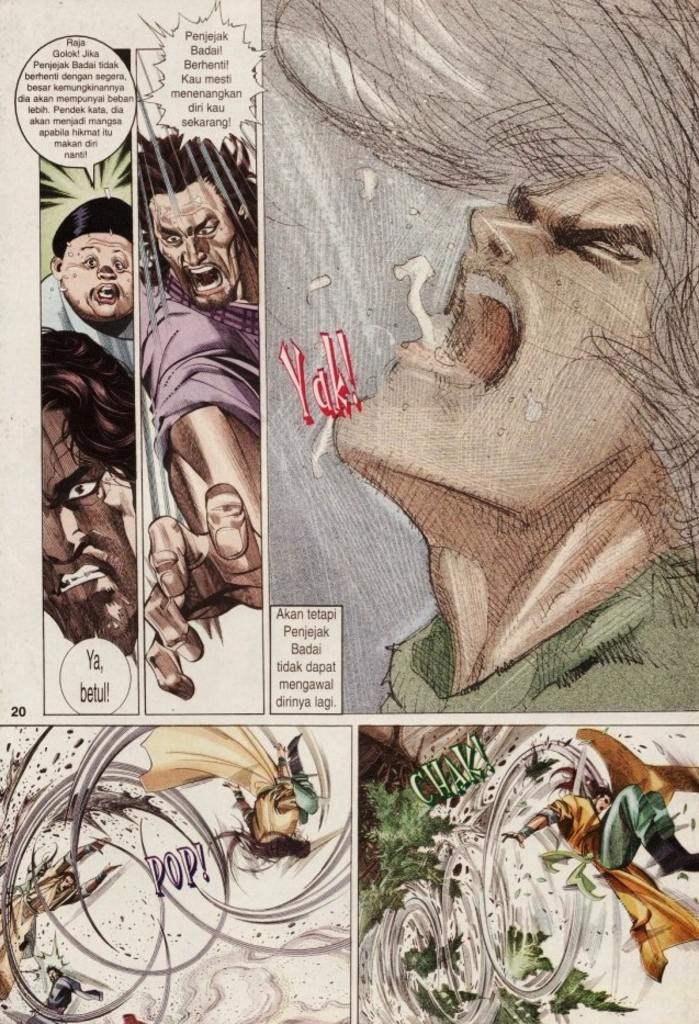 Raja
Golok! Jika
Penjejak Badai tidak
berhenti dengan segera,
besar kemungkinannya
dia akan mempunyai beban
lebih. Pendek kata, dia
akan menjadi mangsa
apabila hikmat itu
makan diri
nanti!
Penjejak
Badai!
Berhenti!
Kau mesti
menenangkan
diri kau
sekarang!
Yak!
Ya,
betul!
Akan tetapi
Penjejak
Badai
tidak dapat
mengawal
dirinya lagi.
20
POP!
CHAK!